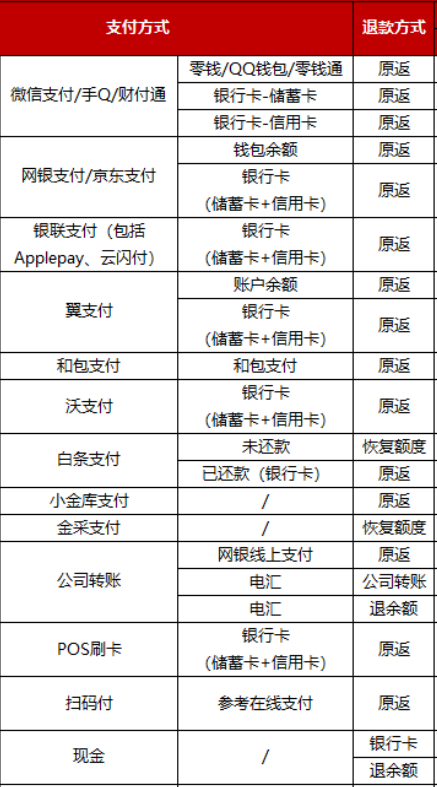 支付方式 退款方式
微信支付/手Q/财付通 零钱/QQ钱包/零钱通 原返
银行卡-储蓄卡 原返
银行卡-信用卡 原返
网银支付/京东支付 钱包余额 原返
银行卡
(储蓄卡+信用卡) 原返
银联支付（包括
Applepay、云闪付） 银行卡
(储蓄卡+信用卡) 原返
翼支付 账户余额 原返
银行卡
(储蓄卡+信用卡) 原返
和包支付 和包支付 原返
沃支付 银行卡
(储蓄卡+信用卡) 原返
白条支付 未还款 恢复额度
已还款（银行卡） 原返
小金库支付 / 原返
金采支付 / 恢复额度
公司转账 网银线上支付 原返
电汇 公司转账
电汇 退余额
POS刷卡 银行卡
(储蓄卡+信用卡) 原返
扫码付 参考在线支付 原返
现金 / 银行卡
退余额